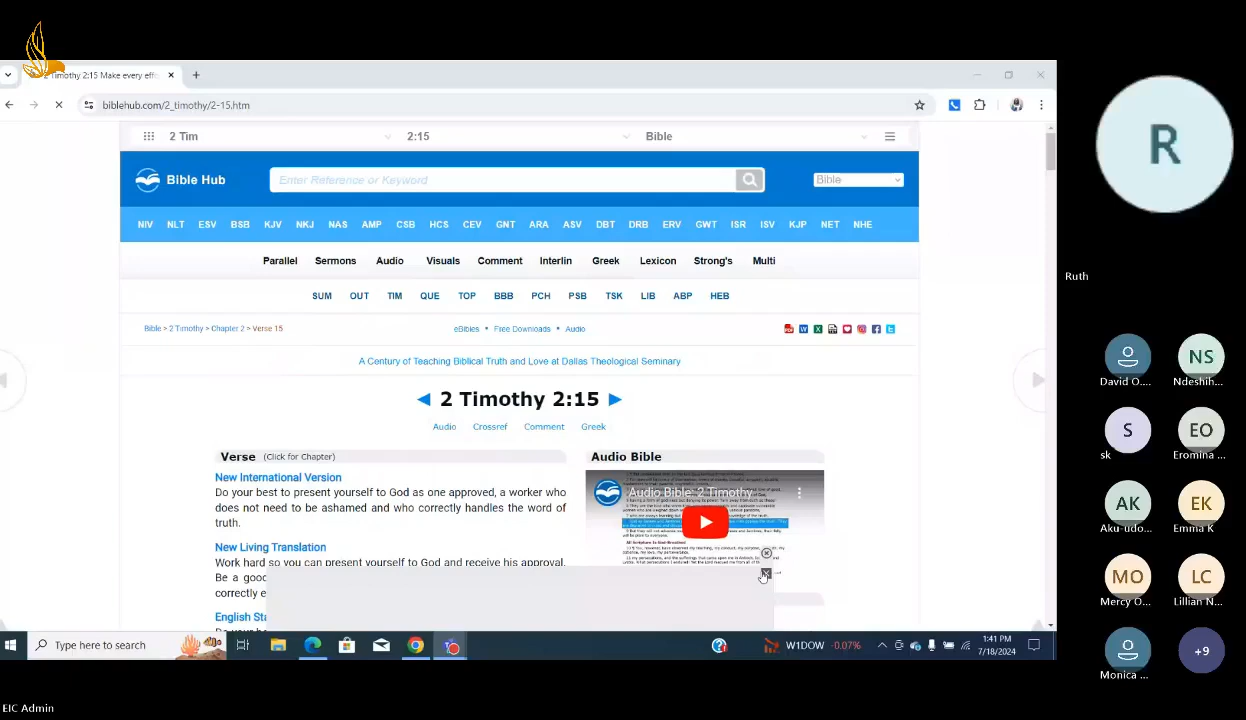 2 Timothy 2:15 Make every effo
biblehub.com/2_timothy/2-15.htm
2 Tim 2:15 Bible
Bible Hub Enter Reference or Keyword Bible
NIV NLT ESV BSB KJV NKJ NAS AMP CSB HCS CEV GNT ARA ASV DBT DRB ERV GWT ISR ISV KJP NET NHE
Parallel Sermons Audio Visuals Comment Interlin Greek Lexicon Strong's Multi
SUM OUT TIM QUE TOP BBB PCH PSB TSK LIB ABP HEB
Bible > 2 Timothy > Chapter 2 > Verse 15 eBibles • Free Downloads • Audio
A Century of Teaching Biblical Truth and Love at Dallas Theological Seminary
◄ 2 Timothy 2:15 ►
Audio Crossref Comment Greek
Verse (Click for Chapter)
New International Version
Do your best to present yourself to God as one approved, a worker who
does not need to be ashamed and who correctly handles the word of
truth.
New Living Translation
Work hard so you can present yourself to God and receive his approval.
Be a good
correctly e
English Sta
Audio Bible
Audio Bible: 2 Timothy
Type here to search
W1DOW -0.07%
1:41 PM
7/18/2024
R
Ruth
David O....
NS
Ndeshih...
S
sk
EO
Eromina ...
AK
Aku-udo...
EK
Emma K
MO
Mercy O...
LC
Lillian N...
Monica ...
+9
EIC Admin